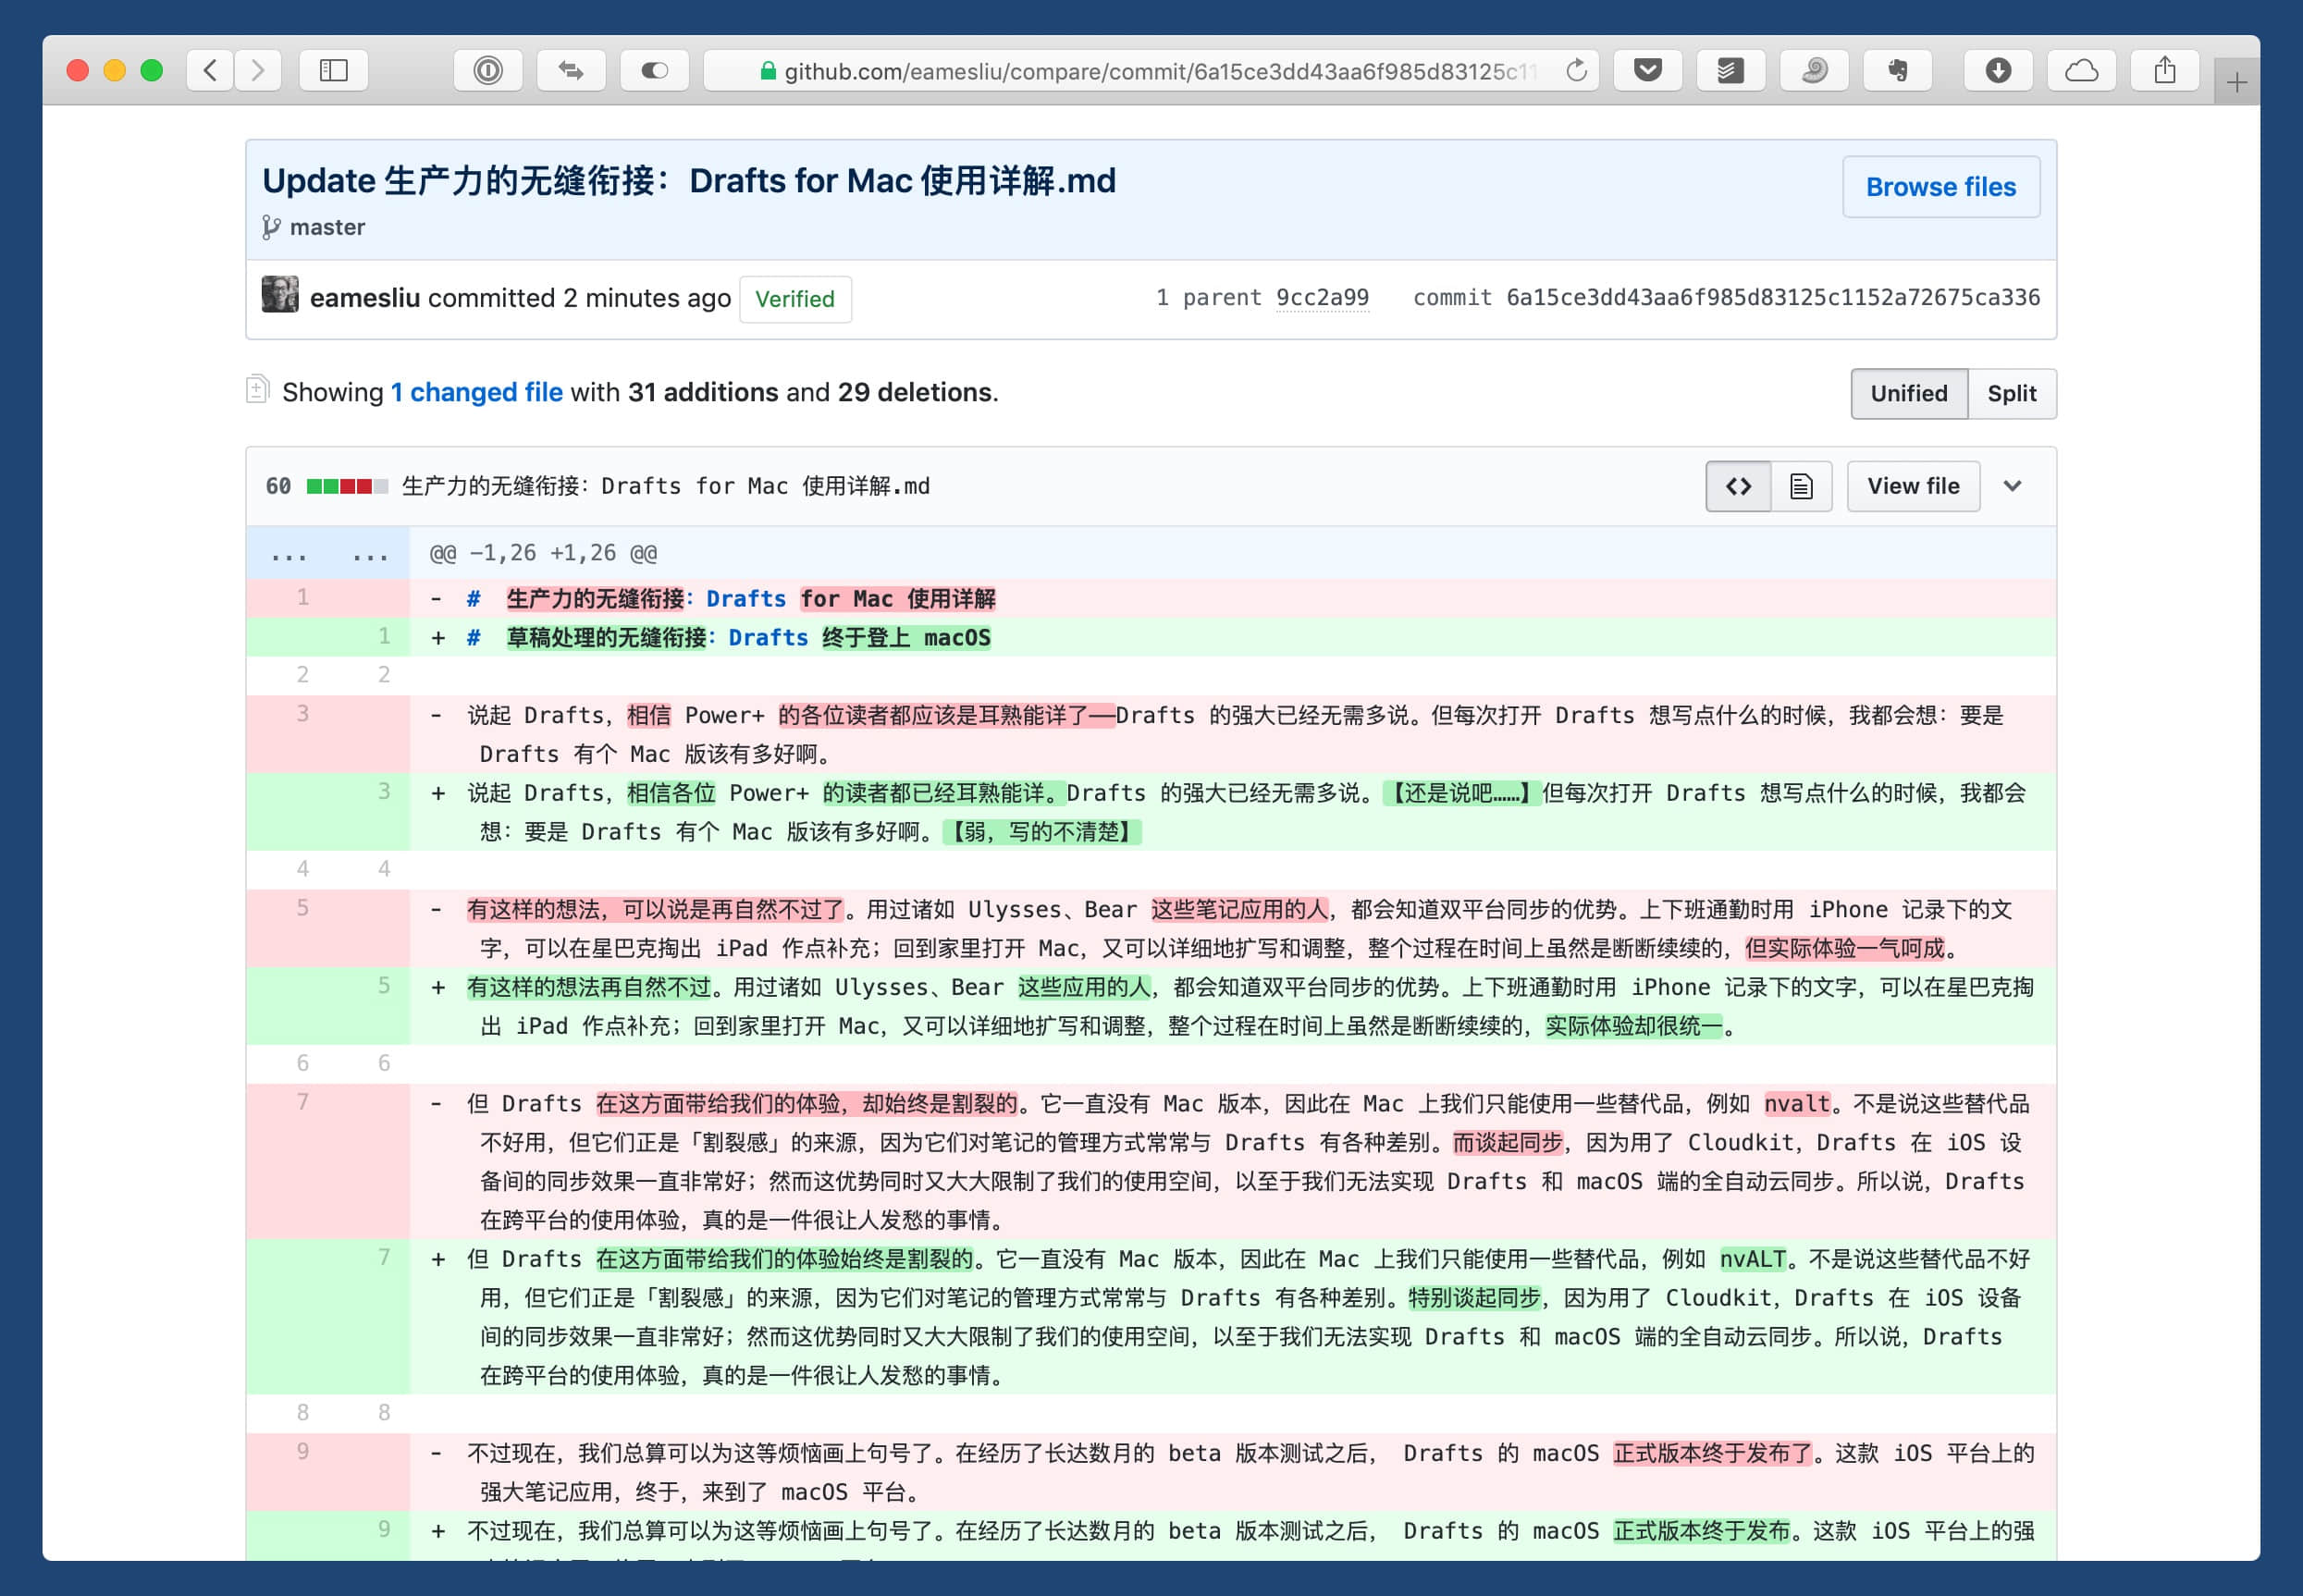 github.com/eamesliu/compare/commit/6a15ce3dd43aa6f985d83125c11
Update 生产力的无缝衔接：Drafts for Mac 使用详解.md
Browse files
master
eamesliu committed 2 minutes ago Verified
1 parent 9cc2a99 commit 6a15ce3dd43aa6f985d83125c1152a72675ca336
Showing 1 changed file with 31 additions and 29 deletions.
Unified Split
60 生产力的无缝衔接：Drafts for Mac 使用详解.md
View file
... ... @@ -1,26 +1,26 @@
1 - # 生产力的无缝衔接：Drafts for Mac 使用详解
1 + # 草稿处理的无缝衔接：Drafts 终于登上 macOS
2 2
3 - 说起 Drafts，相信 Power+ 的各位读者都应该是耳熟能详了——Drafts 的强大已经无需多说。但每次打开 Drafts 想写点什么的时候，我都会想：要是
Drafts 有个 Mac 版该有多好啊。
3 + 说起 Drafts，相信各位 Power+ 的读者都已经耳熟能详。Drafts 的强大已经无需多说。【还是说吧……】但每次打开 Drafts 想写点什么的时候，我都会
想：要是 Drafts 有个 Mac 版该有多好啊。【弱，写的不清楚】
4 4
5 - 有这样的想法，可以说是再自然不过了。用过诸如 Ulysses、Bear 这些笔记应用的人，都会知道双平台同步的优势。上下班通勤时用 iPhone 记录下的文
字，可以在星巴克掏出 iPad 作点补充；回到家里打开 Mac，又可以详细地扩写和调整，整个过程在时间上虽然是断断续续的，但实际体验一气呵成。
5 + 有这样的想法再自然不过。用过诸如 Ulysses、Bear 这些应用的人，都会知道双平台同步的优势。上下班通勤时用 iPhone 记录下的文字，可以在星巴克掏
出 iPad 作点补充；回到家里打开 Mac，又可以详细地扩写和调整，整个过程在时间上虽然是断断续续的，实际体验却很统一。
6 6
7 - 但 Drafts 在这方面带给我们的体验，却始终是割裂的。它一直没有 Mac 版本，因此在 Mac 上我们只能使用一些替代品，例如 nvalt。不是说这些替代品
不好用，但它们正是「割裂感」的来源，因为它们对笔记的管理方式常常与 Drafts 有各种差别。而谈起同步，因为用了 Cloudkit，Drafts 在 iOS 设
备间的同步效果一直非常好；然而这优势同时又大大限制了我们的使用空间，以至于我们无法实现 Drafts 和 macOS 端的全自动云同步。所以说，Drafts
在跨平台的使用体验，真的是一件很让人发愁的事情。
7 + 但 Drafts 在这方面带给我们的体验始终是割裂的。它一直没有 Mac 版本，因此在 Mac 上我们只能使用一些替代品，例如 nvALT。不是说这些替代品不好
用，但它们正是「割裂感」的来源，因为它们对笔记的管理方式常常与 Drafts 有各种差别。特别谈起同步，因为用了 Cloudkit，Drafts 在 iOS 设备
间的同步效果一直非常好；然而这优势同时又大大限制了我们的使用空间，以至于我们无法实现 Drafts 和 macOS 端的全自动云同步。所以说，Drafts
在跨平台的使用体验，真的是一件很让人发愁的事情。
8 8
9 - 不过现在，我们总算可以为这等烦恼画上句号了。在经历了长达数月的 beta 版本测试之后， Drafts 的 macOS 正式版本终于发布了。这款 iOS 平台上的
强大笔记应用，终于，来到了 macOS 平台。
9 + 不过现在，我们总算可以为这等烦恼画上句号了。在经历了长达数月的 beta 版本测试之后， Drafts 的 macOS 正式版本终于发布。这款 iOS 平台上的强